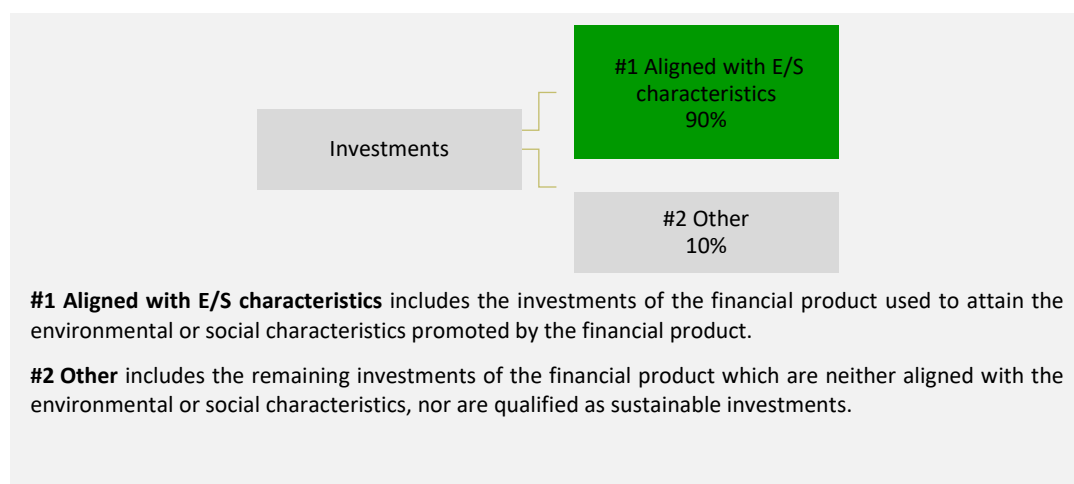 #1 Aligned with E/S
characteristics
90%
Investments
#2 Other
10%
#1 Aligned with E/S characteristics includes the investments of the financial product used to attain the
environmental or social characteristics promoted by the financial product.
#2 Other includes the remaining investments of the financial product which are neither aligned with the
environmental or social characteristics, nor are qualified as sustainable investments.